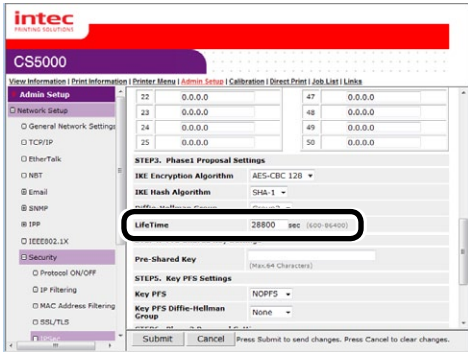 intec
PRINTING SOLUTIONS
CS5000
View Information | Print Information | Printer Menu | Admin Setup | Calibration | Direct Print | Job List | Links
Admin Setup
Network Setup
General Network Settings
TCP/IP
EtherTalk
NBT
Email
SNMP
IPP
IEEE802.1X
Security
Protocol ON/OFF
IP Filtering
MAC Address Filtering
SSL/TLS
IPSec
22 0.0.0.0 47 0.0.0.0
23 0.0.0.0 48 0.0.0.0
24 0.0.0.0 49 0.0.0.0
25 0.0.0.0 50 0.0.0.0
STEP3. Phase1 Proposal Settings
IKE Encryption Algorithm AES-CBC 128
IKE Hash Algorithm SHA-1
Diffie-Hellman Group Group2
LifeTime 28800 sec (600-86400)
Pre-Shared Key
(Max.64 Characters)
STEP5. Key PFS Settings
Key PFS NOPFS
Key PFS Diffie-Hellman Group None
Submit Cancel Press Submit to send changes. Press Cancel to clear changes.